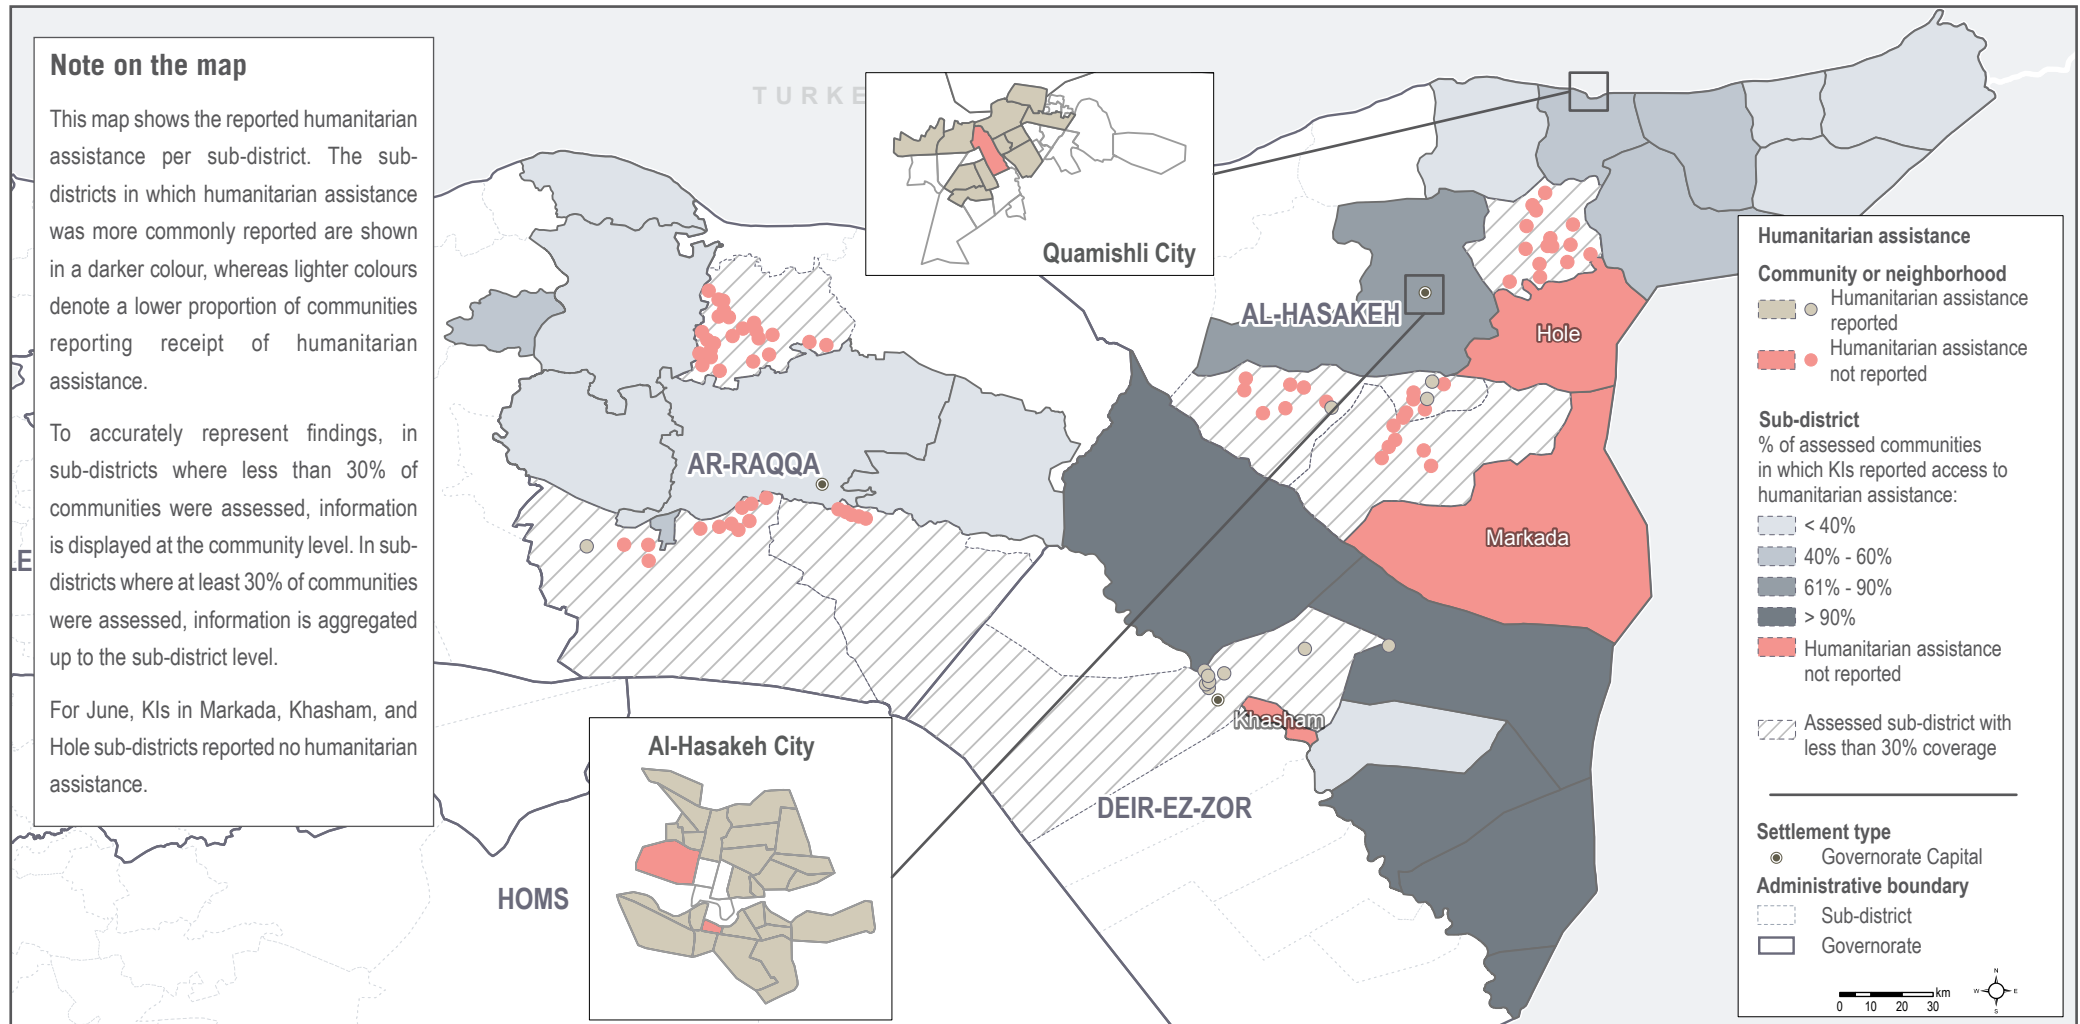 Note on the map
This map shows the reported humanitarian
assistance per sub-district. The sub-
districts in which humanitarian assistance
was more commonly reported are shown
in a darker colour, whereas lighter colours
denote a lower proportion of communities
reporting receipt of humanitarian
assistance.
To accurately represent findings, in
sub-districts where less than 30% of
communities were assessed, information
is displayed at the community level. In sub-
districts where at least 30% of communities
were assessed, information is aggregated
up to the sub-district level.
For June, KIs in Markada, Khasham, and
Hole sub-districts reported no humanitarian
assistance.
TURKE
Quamishli City
AL-HASAKEH
Hole
AR-RAQQA
Markada
LE
Khasham
Al-Hasakeh City
DEIR-EZ-ZOR
HOMS
Humanitarian assistance
Community or neighborhood
Humanitarian assistance
reported
Humanitarian assistance
not reported
Sub-district
% of assessed communities
in which KIs reported access to
humanitarian assistance:
< 40%
40% - 60%
61% - 90%
> 90%
Humanitarian assistance
not reported
Assessed sub-district with
less than 30% coverage
Settlement type
Governorate Capital
Administrative boundary
Sub-district
Governorate
km
0 10 20 30
N
W E
S